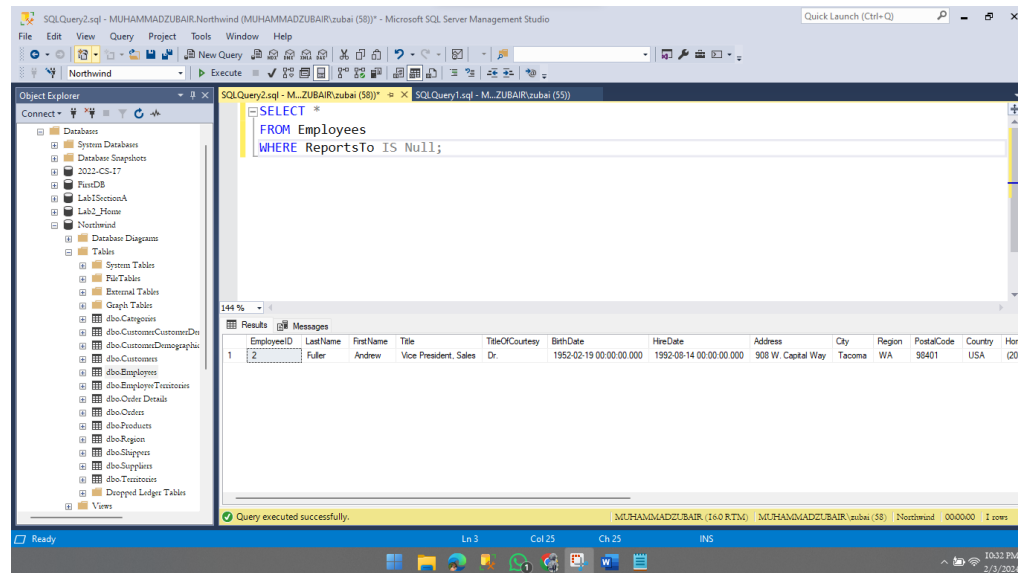 SQLQuery2.sql - MUHAMMADZUBAIR.Northwind (MUHAMMADZUBAIR\zubai (58))* - Microsoft SQL Server Management Studio
Quick Launch (Ctrl+Q)
File Edit View Query Project Tools Window Help
New Query
Northwind Execute
Object Explorer
SQLQuery2.sql - M...ZUBAIR\zubai (58))* SQLQuery1.sql - M...ZUBAIR\zubai (55))
Connect
Databases
System Databases
Database Snapshots
2022-CS-17
FirstDB
Lab1SectionA
Lab2_Home
Northwind
Database Diagrams
Tables
System Tables
FileTables
External Tables
Graph Tables
dbo.Categories
dbo.CustomerCustomerDe
dbo.CustomerDemographic
dbo.Customers
dbo.Employees
dbo.EmployeeTerritories
dbo.Order Details
dbo.Orders
dbo.Products
dbo.Region
dbo.Shippers
dbo.Suppliers
dbo.Territories
Dropped Ledger Tables
Views
SELECT *
FROM Employees
WHERE ReportsTo IS Null;
144 %
Results Messages
EmployeeID LastName FirstName Title TitleOfCourtesy BirthDate HireDate Address City Region PostalCode Country Hor
1 2 Fuller Andrew Vice President, Sales Dr. 1952-02-19 00:00:00.000 1992-08-14 00:00:00.000 908 W. Capital Way Tacoma WA 98401 USA (20
Query executed successfully. MUHAMMADZUBAIR (16.0 RTM) MUHAMMADZUBAIR\zubai (58) Northwind 00:00:00 1 rows
Ready Ln 3 Col 25 Ch 25 INS
10:32 PM
2/3/2024